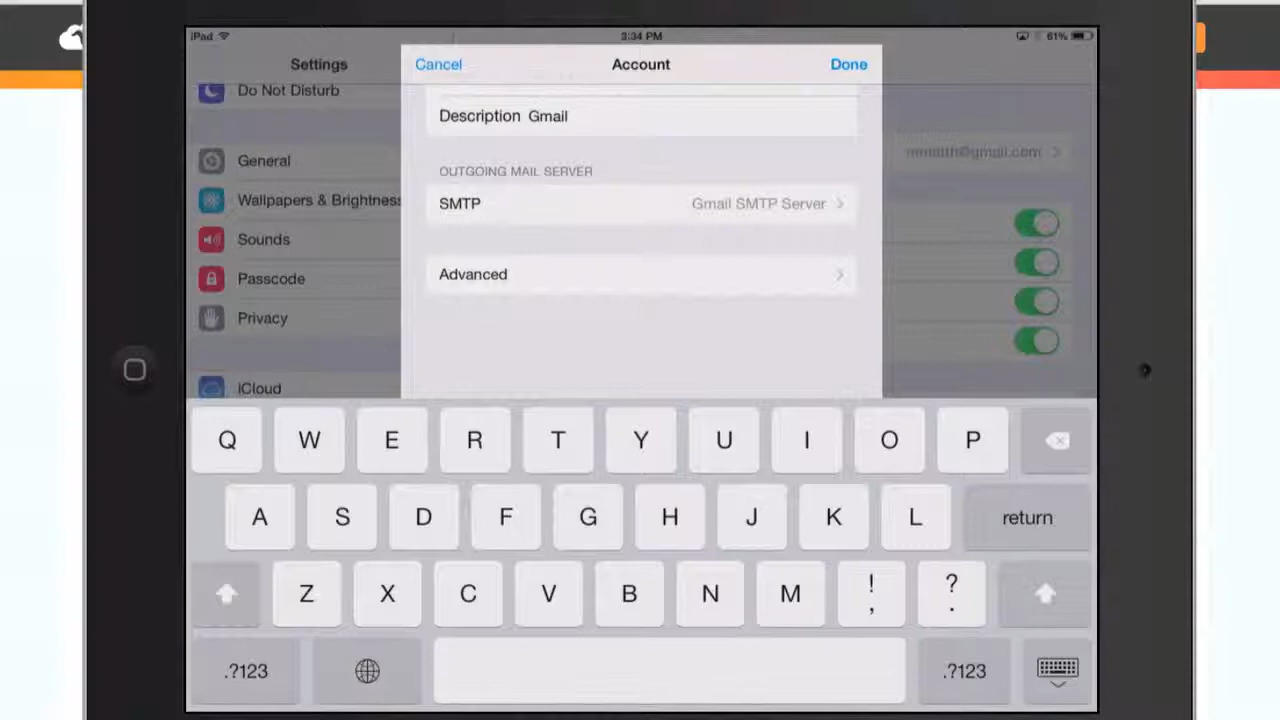 iPad 3:34 PM 61%
Settings
Cancel Account Done
Do Not Disturb
Description Gmail
General
OUTGOING MAIL SERVER
Wallpapers & Brightness
SMTP Gmail SMTP Server
Sounds
Advanced
Passcode
Privacy
iCloud
Q W E R T Y U I O P
A S D F G H J K L return
Z X C V B N M ! , ? .
.?123 .?123